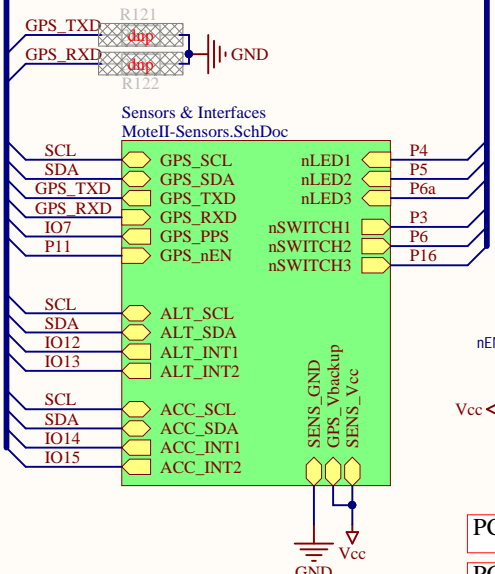 R121
GPS_TXD
dnp
GND
GPS_RXD
dnp
R122
Sensors & Interfaces
MoteII-Sensors.SchDoc
SCL GPS_SCL nLED1 P4
SDA GPS_SDA nLED2 P5
GPS_TXD GPS_TXD nLED3 P6a
GPS_RXD GPS_RXD nSWITCH1 P3
IO7 GPS_PPS nSWITCH2 P6
P11 GPS_nEN nSWITCH3 P16
SCL ALT_SCL
SDA ALT_SDA
IO12 ALT_INT1
IO13 ALT_INT2
SCL ACC_SCL
SDA ACC_SDA
IO14 ACC_INT1
IO15 ACC_INT2
SENS_GND
GPS_Vbackup
SENS_Vcc
Vcc
GND
Vcc